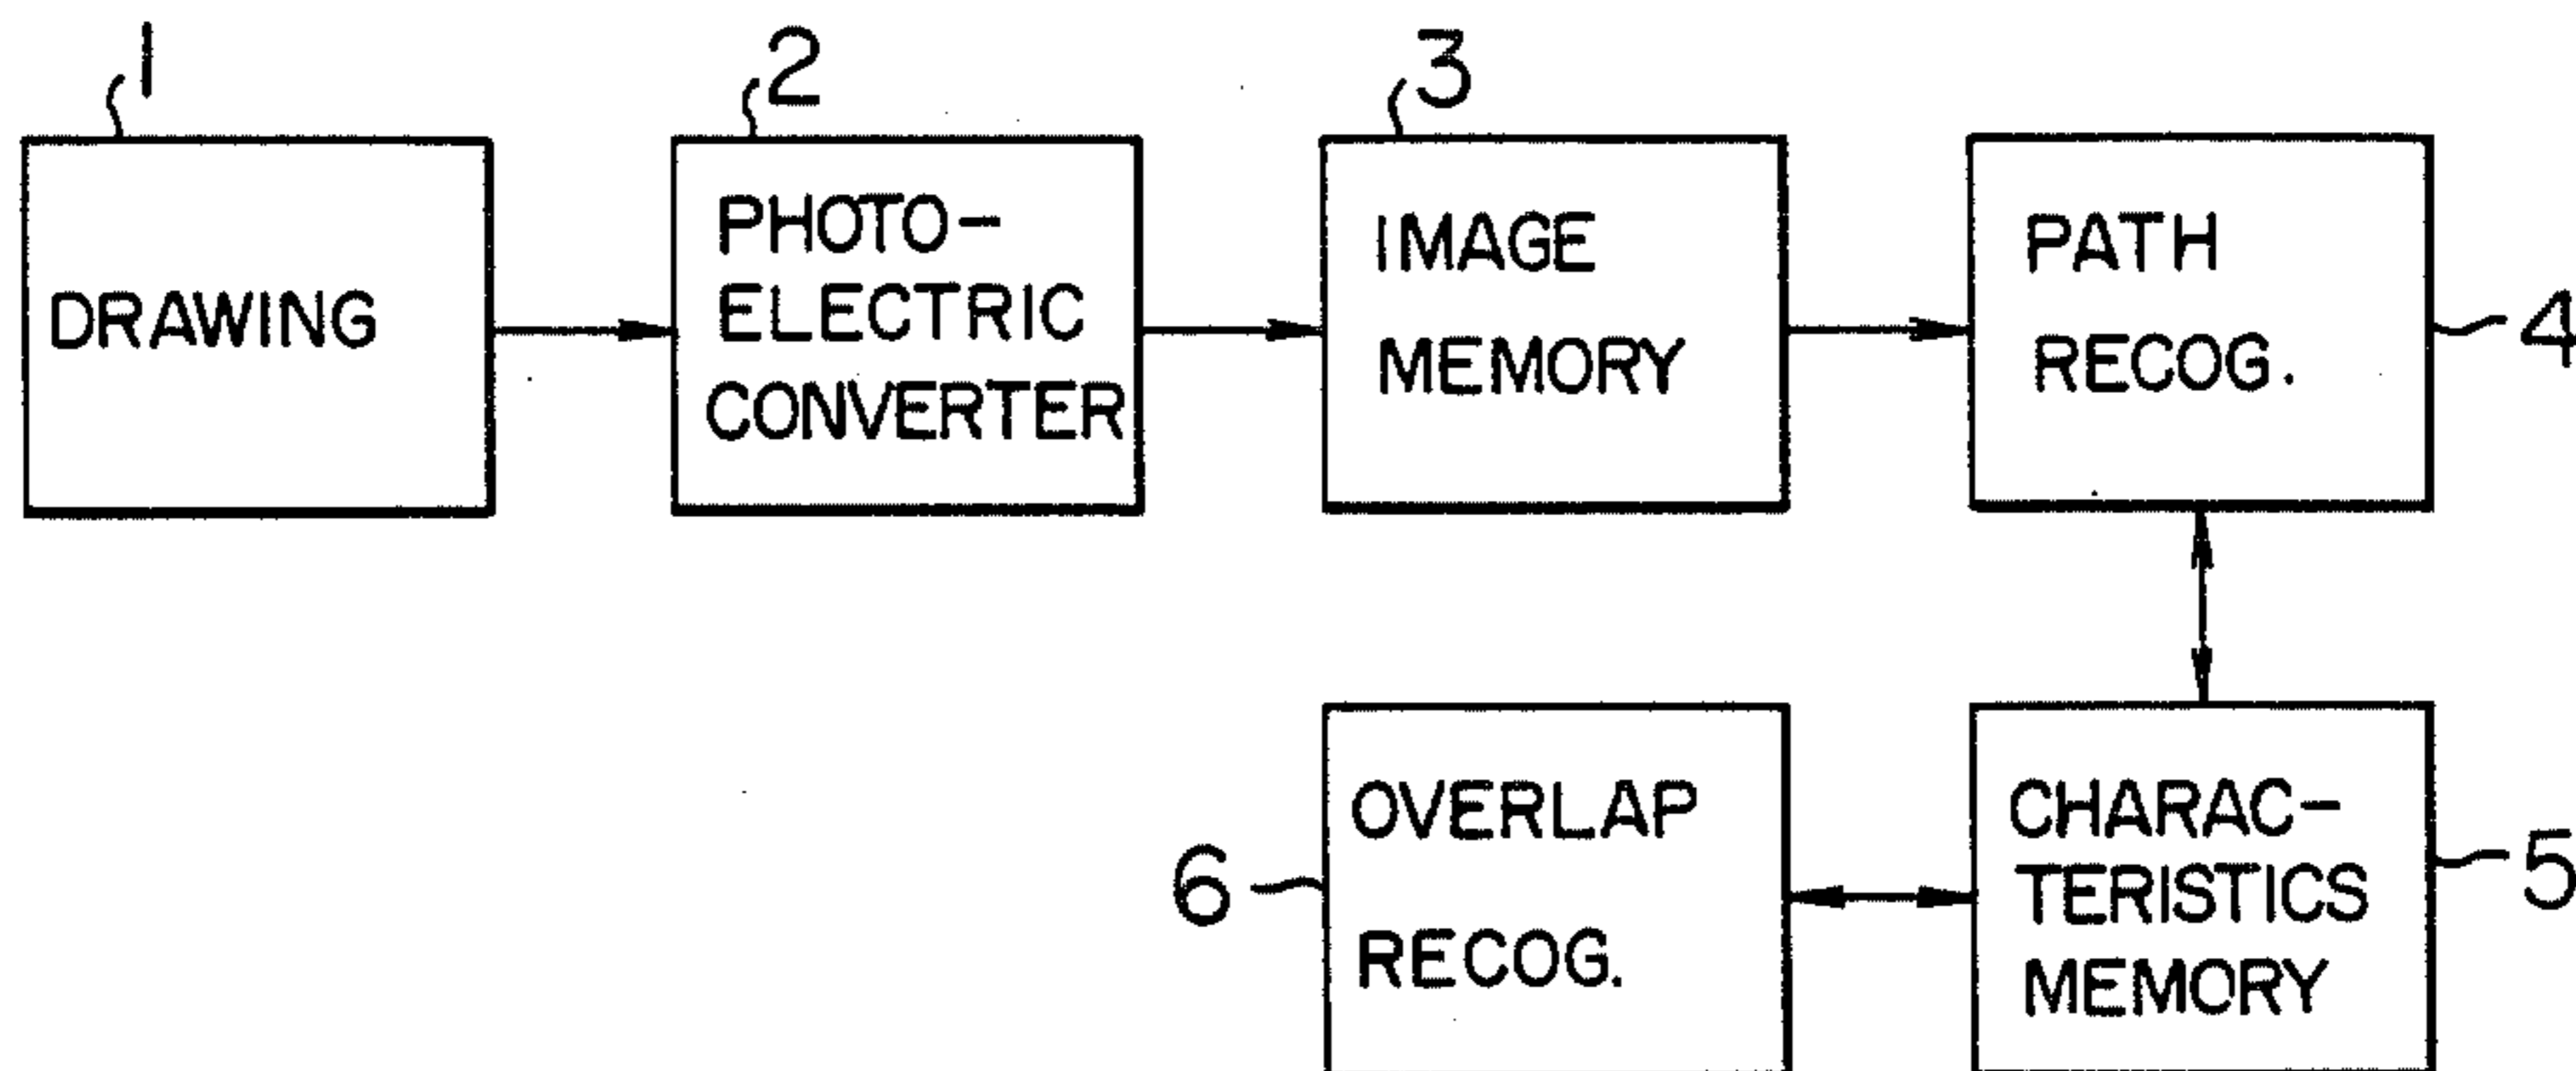 1
DRAWING
2
PHOTO-
ELECTRIC
CONVERTER
3
IMAGE
MEMORY
4
PATH
RECOG.
5
CHARAC-
TERISTICS
MEMORY
6
OVERLAP
RECOG.